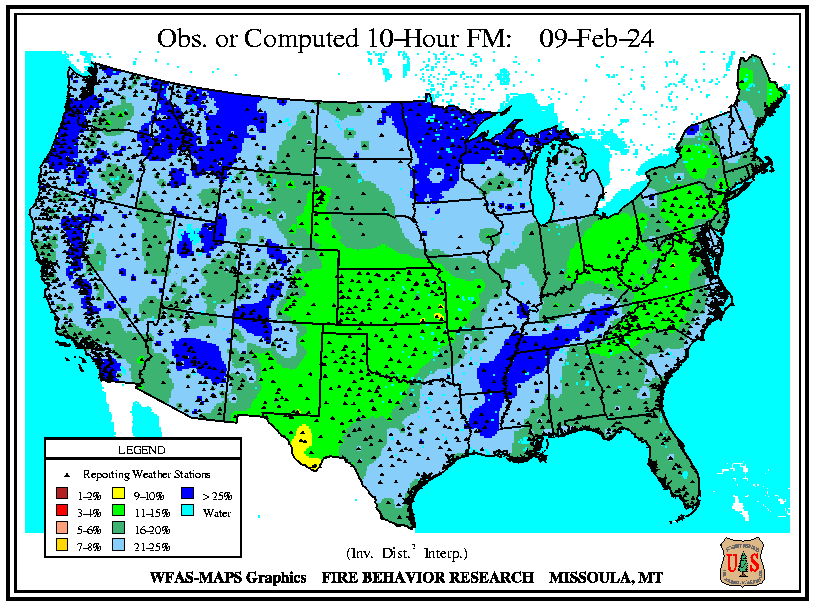 Obs. or Computed 10-Hour FM: 09-Feb-24
LEGEND
Reporting Weather Stations
1-2% 9-10% > 25%
3-4% 11-15% Water
5-6% 16-20%
7-8% 21-25%
(Inv. Dist.² Interp.)
WFAS-MAPS Graphics FIRE BEHAVIOR RESEARCH MISSOULA, MT
U S